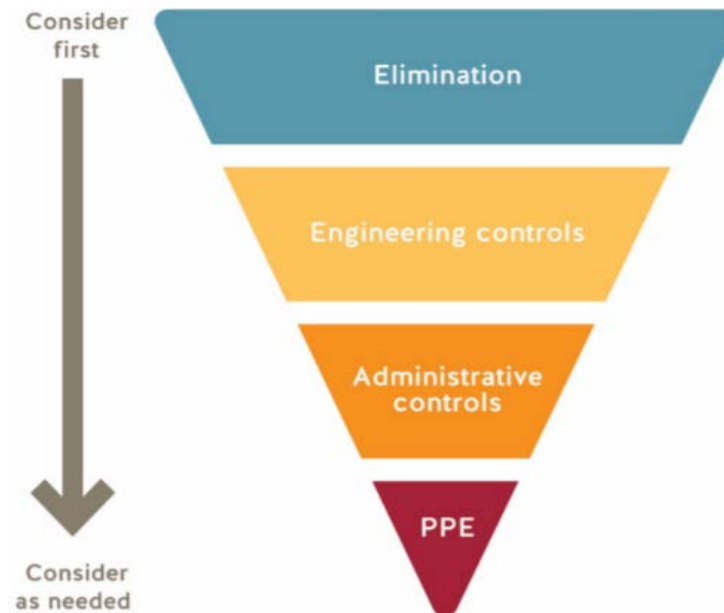 Consider
first
Elimination
Engineering controls
Administrative
controls
PPE
Consider
as needed